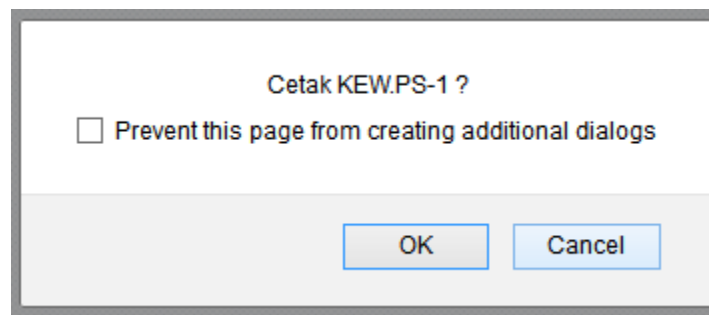 Cetak KEW.PS-1 ?
Prevent this page from creating additional dialogs
OK Cancel